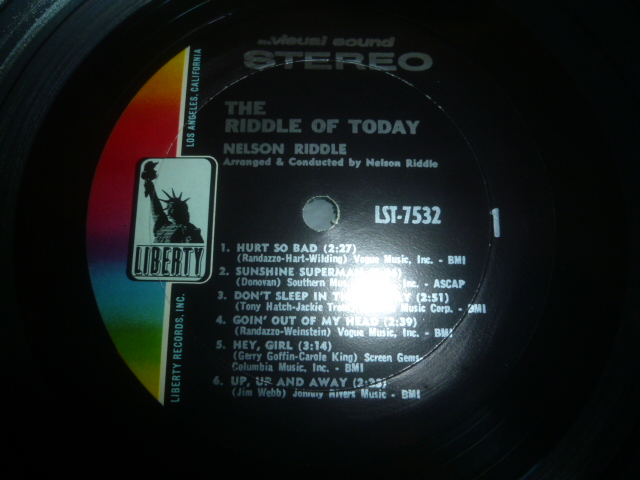 visual sound
STEREO
LOS ANGELES, CALIFORNIA
THE
RIDDLE OF TODAY
NELSON RIDDLE
Arranged & Conducted by Nelson Riddle
LST-7532
1
LIBERTY
LIBERTY RECORDS, INC.
1. HURT SO BAD (2:27)
(Randazzo-Hart-Wilding) Vogue Music, Inc. - BMI
2. SUNSHINE SUPERMAN
(Donovan) Southern Inc. - ASCAP
3. DON'T SLEEP IN (2:51)
(Tony Hatch-Jackie Music Corp. - BMI
4. GOIN' OUT OF MY HEAD (2:39)
(Randazzo-Weinstein) Vogue Music, Inc. - BMI
5. HEY, GIRL (3:14)
(Gerry Goffin-Carole King) Screen Gems-
Columbia Music, Inc. - BMI
6. UP, UP AND AWAY
(Jim Webb) Johnny Rivers Music - BMI